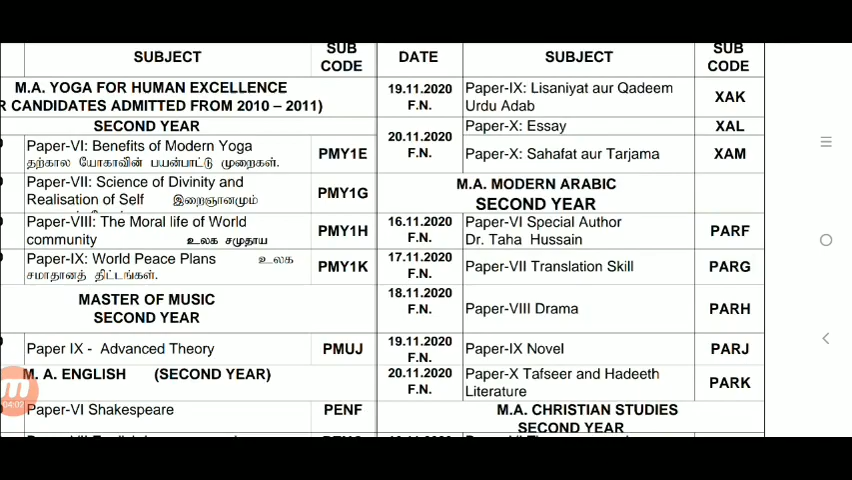 SUBJECT
SUB
CODE
M.A. YOGA FOR HUMAN EXCELLENCE
R CANDIDATES ADMITTED FROM 2010 – 2011)
SECOND YEAR
Paper-VI: Benefits of Modern Yoga
தற்கால யோகாவின் பயன்பாட்டு முறைகள்.
PMY1E
Paper-VII: Science of Divinity and
Realisation of Self இறைஞானமும்
PMY1G
Paper-VIII: The Moral life of World
community உலக சமுதாய
PMY1H
Paper-IX: World Peace Plans உலக
சமாதானத் திட்டங்கள்.
PMY1K
MASTER OF MUSIC
SECOND YEAR
Paper IX - Advanced Theory
PMUJ
M. A. ENGLISH (SECOND YEAR)
Paper-VI Shakespeare
PENF
04:02
DATE
SUBJECT
SUB
CODE
19.11.2020
F.N.
Paper-IX: Lisaniyat aur Qadeem
Urdu Adab
XAK
20.11.2020
F.N.
Paper-X: Essay
XAL
Paper-X: Sahafat aur Tarjama
XAM
M.A. MODERN ARABIC
SECOND YEAR
16.11.2020
F.N.
Paper-VI Special Author
Dr. Taha Hussain
PARF
17.11.2020
F.N.
Paper-VII Translation Skill
PARG
18.11.2020
F.N.
Paper-VIII Drama
PARH
19.11.2020
F.N.
Paper-IX Novel
PARJ
20.11.2020
F.N.
Paper-X Tafseer and Hadeeth
Literature
PARK
M.A. CHRISTIAN STUDIES
SECOND YEAR